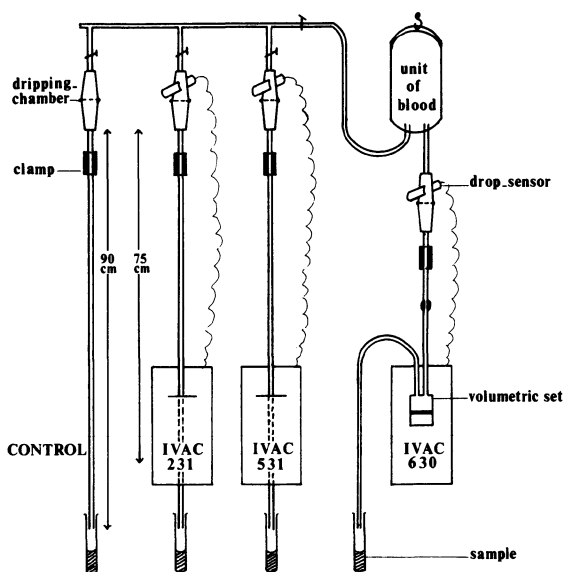 unit
of
blood
dripping_
chamber
clamp
drop_sensor
90
cm
75
cm
volumetric set
CONTROL
IVAC
231
IVAC
531
IVAC
630
sample